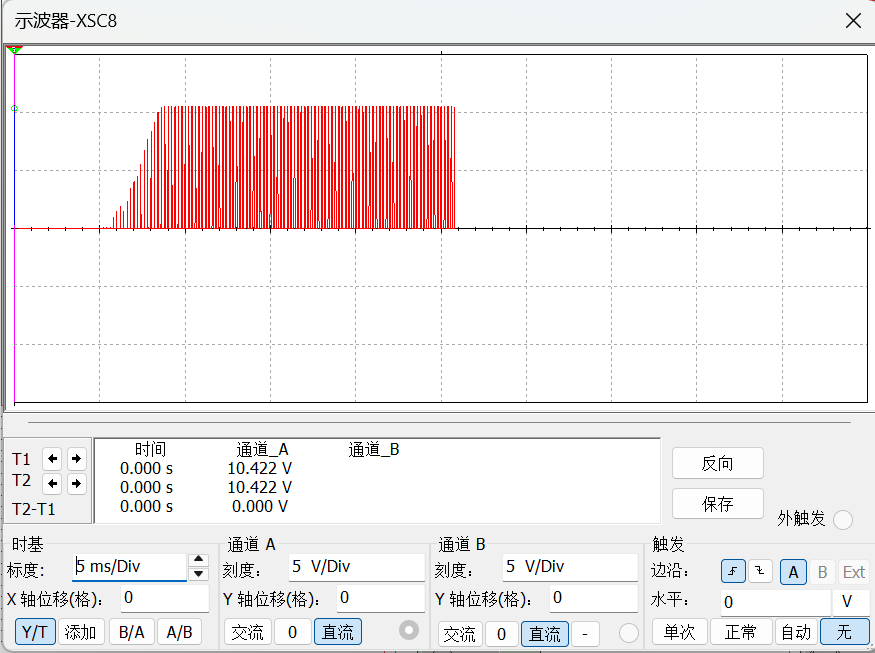 示波器-XSC8
时间 通道_A 通道_B
T1 0.000 s 10.422 V
T2 0.000 s 10.422 V
T2-T1 0.000 s 0.000 V
反向
保存
外触发
时基
标度: 5 ms/Div
X 轴位移(格): 0
Y/T 添加 B/A A/B
通道 A
刻度: 5 V/Div
Y 轴位移(格): 0
交流 0 直流
通道 B
刻度: 5 V/Div
Y 轴位移(格): 0
交流 0 直流 -
触发
边沿: A B Ext
水平: 0 V
单次 正常 自动 无